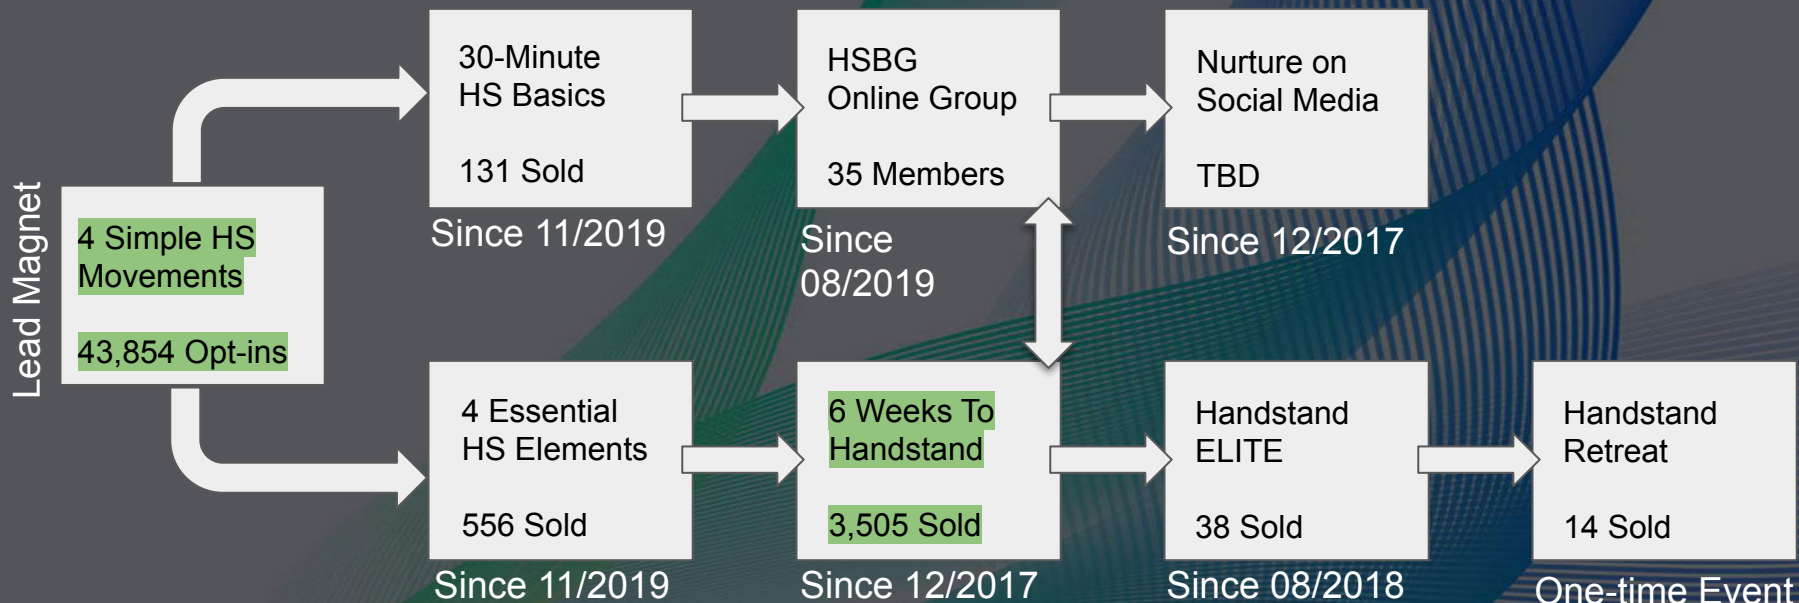 Lead Magnet
4 Simple HS
Movements
43,854 Opt-ins
30-Minute
HS Basics
131 Sold
Since 11/2019
HSBG
Online Group
35 Members
Since
08/2019
Nurture on
Social Media
TBD
Since 12/2017
4 Essential
HS Elements
556 Sold
Since 11/2019
6 Weeks To
Handstand
3,505 Sold
Since 12/2017
Handstand
ELITE
38 Sold
Since 08/2018
Handstand
Retreat
14 Sold
One-time Event